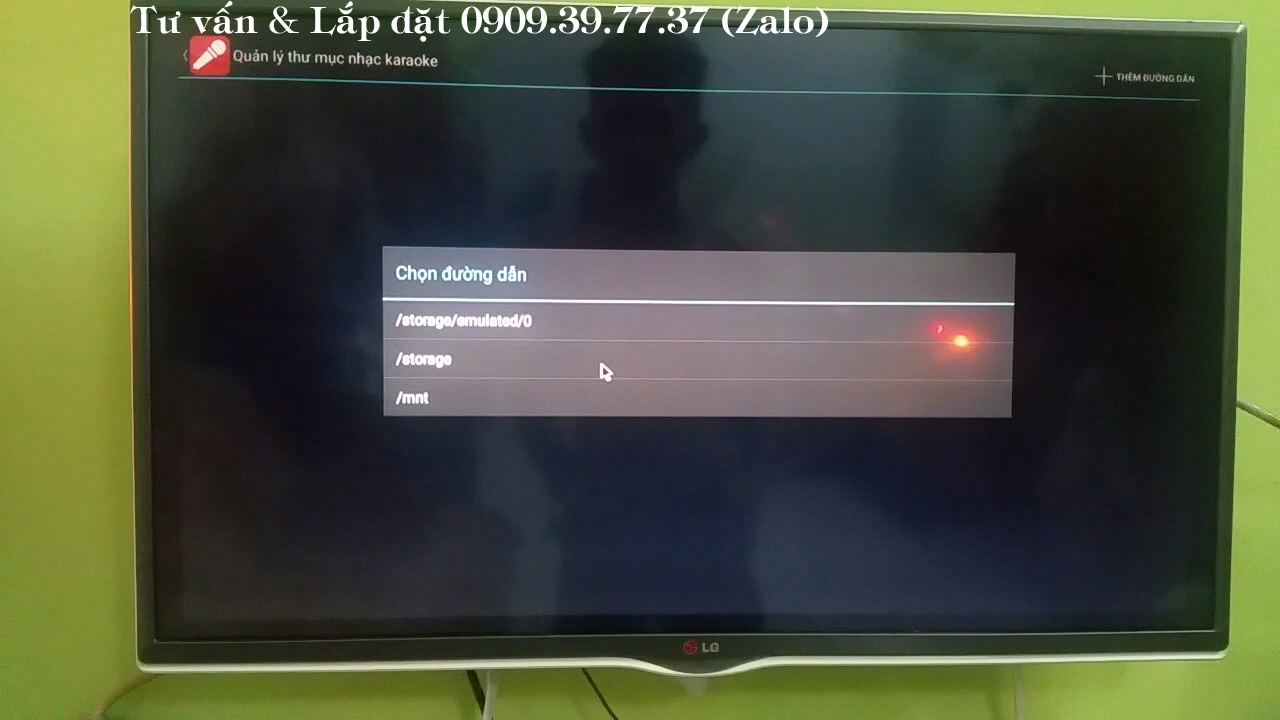 Tư vấn & Lắp đặt 0909.39.77.37 (Zalo)
Quản lý thư mục nhạc karaoke
THÊM ĐƯỜNG DẪN
Chọn đường dẫn
/storage/emulated/0
/storage
/mnt
LG